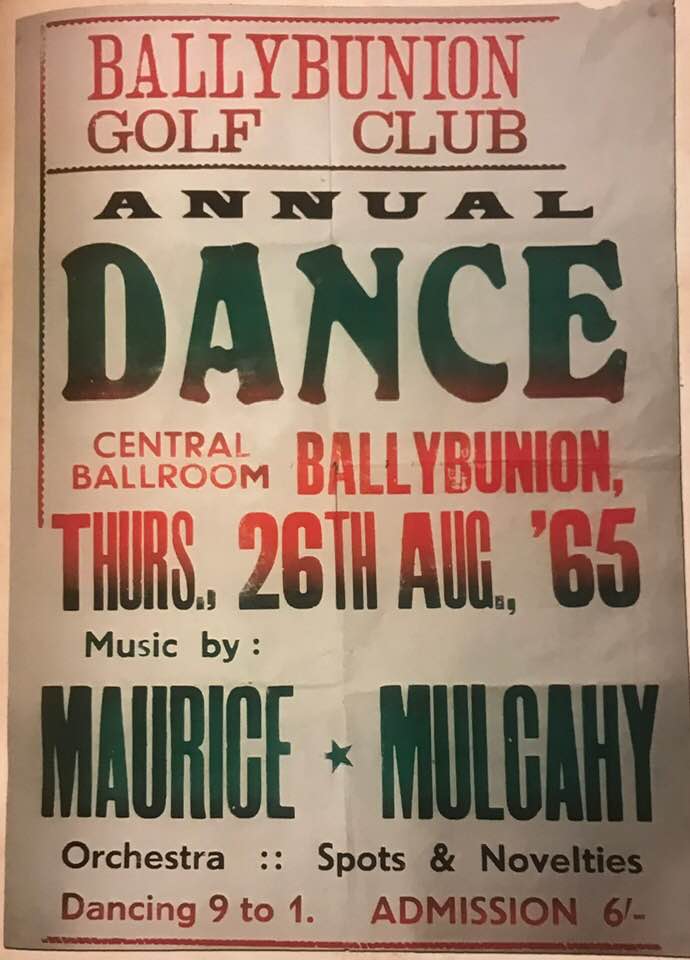 BALLYBUNION
GOLF CLUB
ANNUAL
DANCE
CENTRAL
BALLROOM BALLYBUNION,
THURS., 26TH AUG., '65
Music by :
MAURICE ★ MULCAHY
Orchestra :: Spots & Novelties
Dancing 9 to 1. ADMISSION 6/-